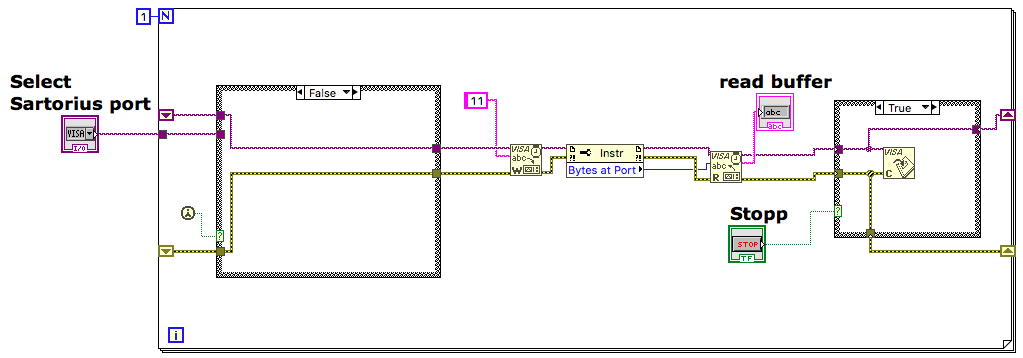 1
N
Select
Sartorius port
VISA
I/O
False
?
11
VISA
abc
W
Instr
?!
?!
Bytes at Port
VISA
abc
R
read buffer
abc
abc
Stopp
STOP
TF
True
?
VISA
C
i